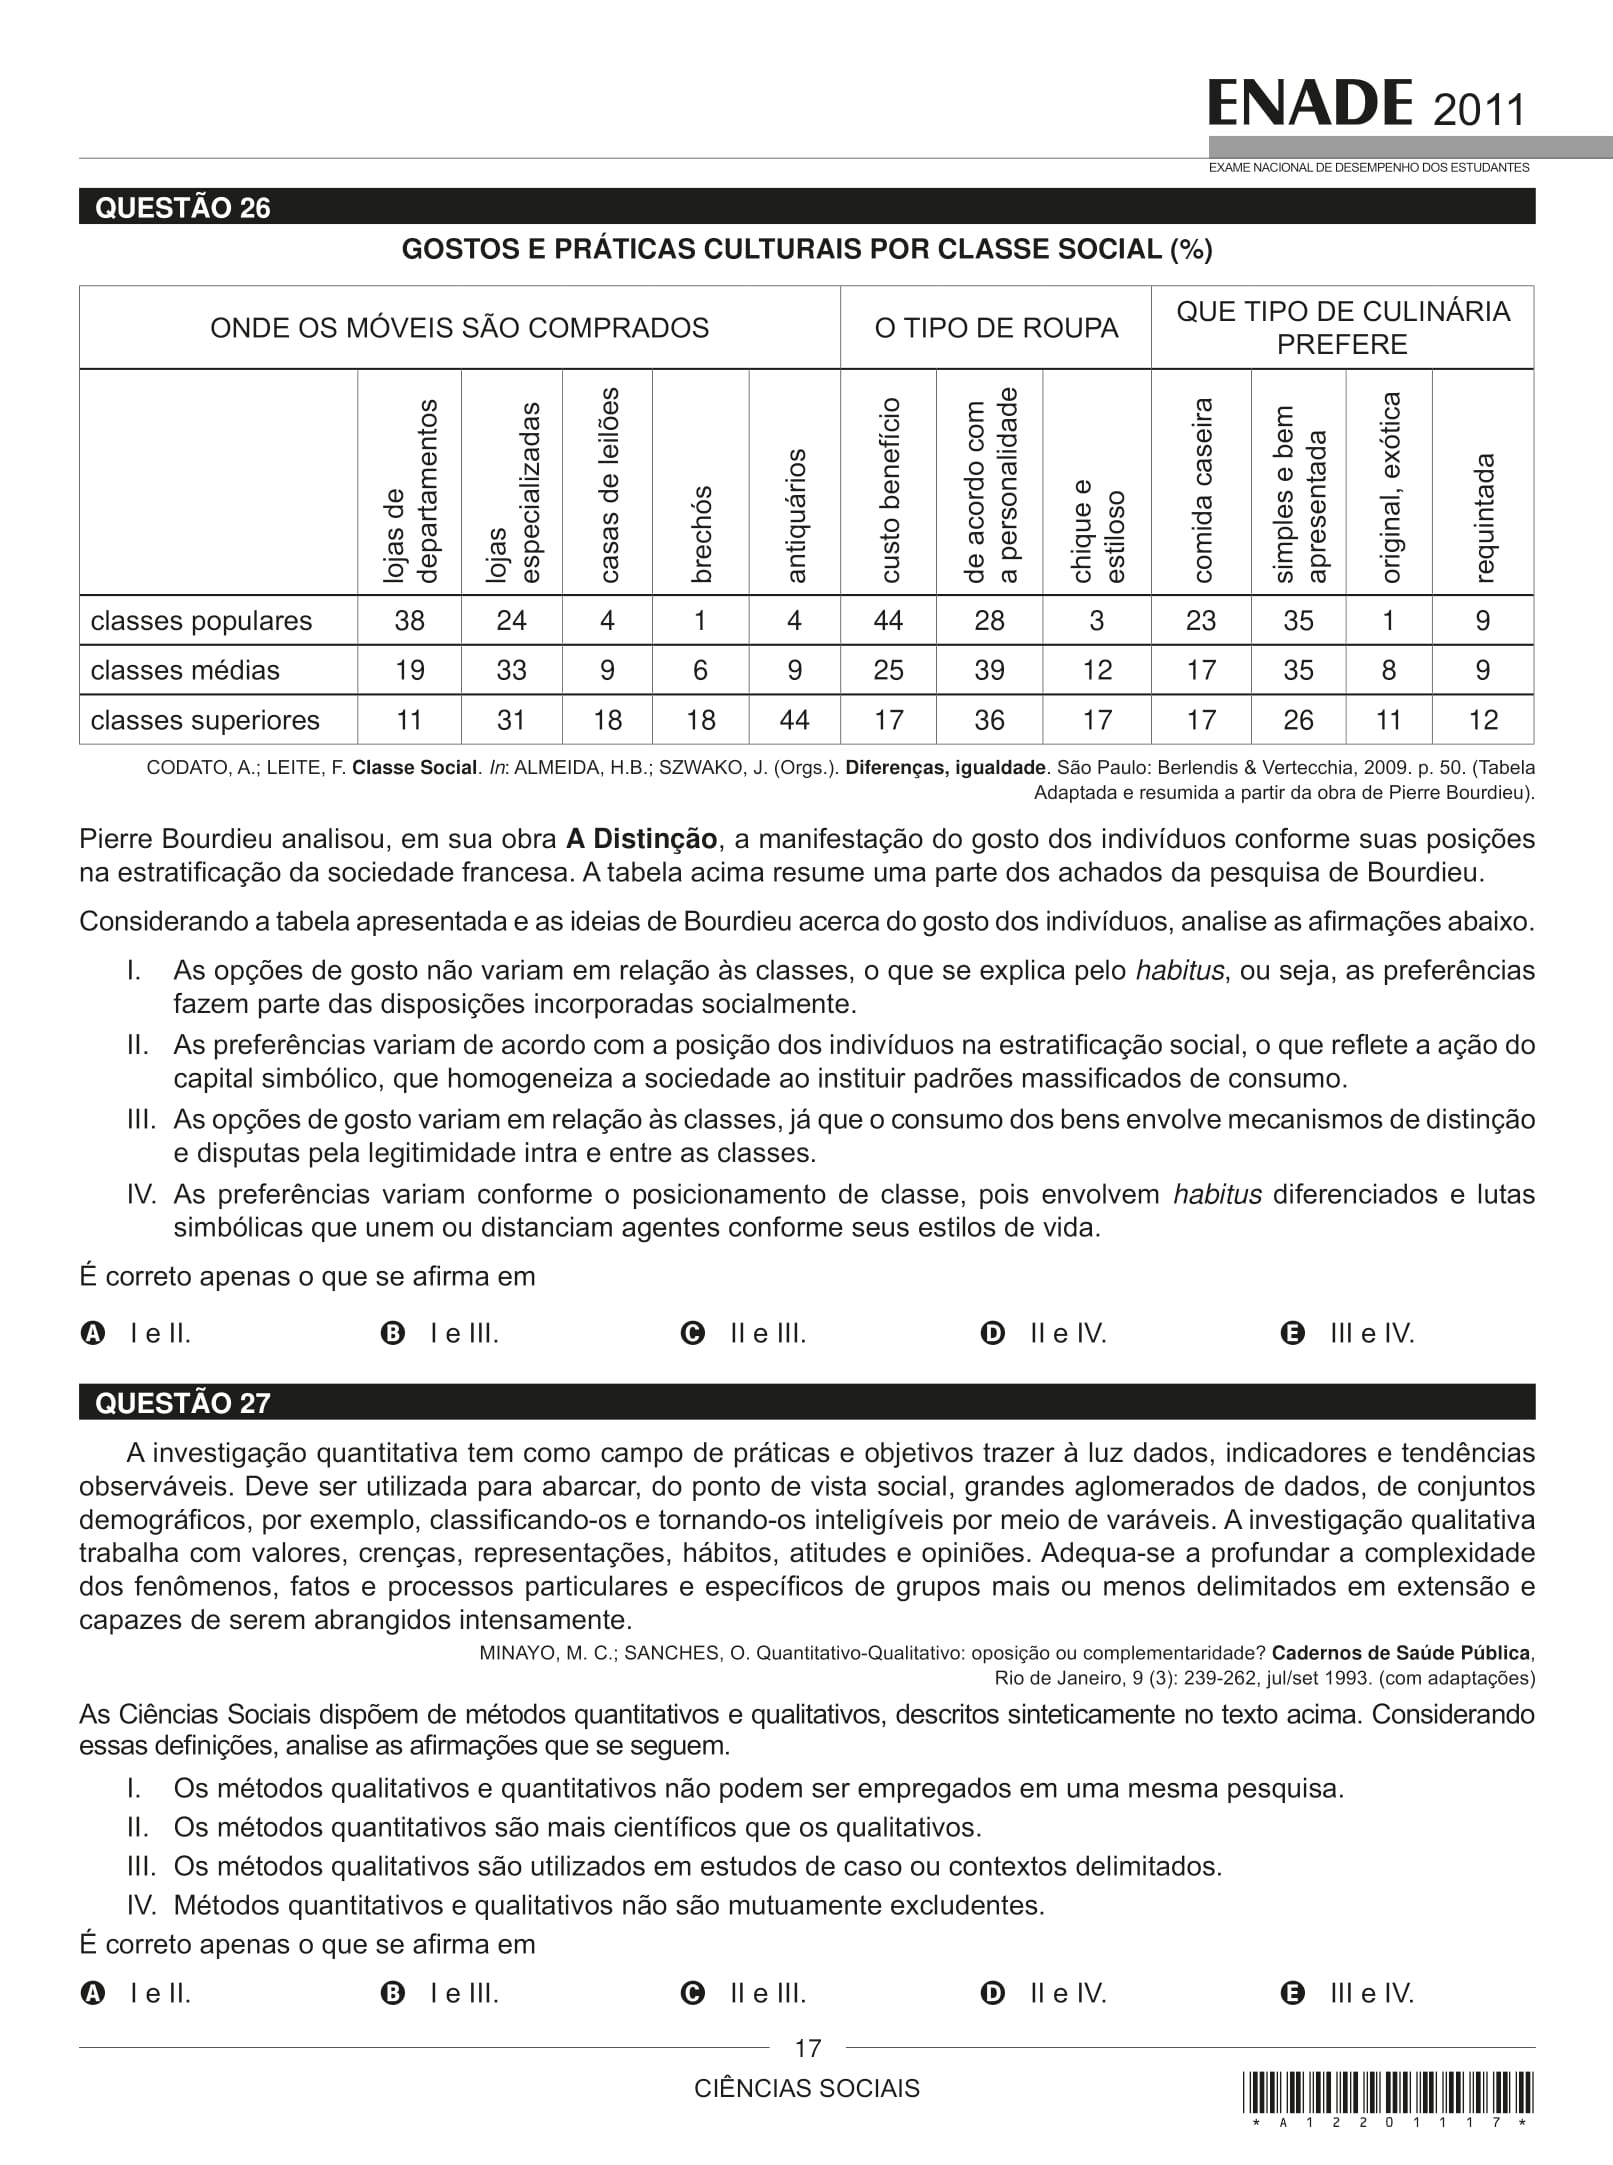 ENADE 2011
EXAME NACIONAL DE DESEMPENHO DOS ESTUDANTES
QUESTÃO 26
GOSTOS E PRÁTICAS CULTURAIS POR CLASSE SOCIAL (%)
ONDE OS MÓVEIS SÃO COMPRADOS
O TIPO DE ROUPA
QUE TIPO DE CULINÁRIA
PREFERE
lojas de
departamentos
lojas
especializadas
casas de leilões
brechós
antiquários
custo benefício
de acordo com
a personalidade
chique e
estiloso
comida caseira
simples e bem
apresentada
original, exótica
requintada
classes populares 38 24 4 1 4 44 28 3 23 35 1 9
classes médias 19 33 9 6 9 25 39 12 17 35 8 9
classes superiores 11 31 18 18 44 17 36 17 17 26 11 12
CODATO, A.; LEITE, F. Classe Social. In: ALMEIDA, H.B.; SZWAKO, J. (Orgs.). Diferenças, igualdade. São Paulo: Berlendis & Vertecchia, 2009. p. 50. (Tabela
Adaptada e resumida a partir da obra de Pierre Bourdieu).
Pierre Bourdieu analisou, em sua obra A Distinção, a manifestação do gosto dos indivíduos conforme suas posições
na estratificação da sociedade francesa. A tabela acima resume uma parte dos achados da pesquisa de Bourdieu.
Considerando a tabela apresentada e as ideias de Bourdieu acerca do gosto dos indivíduos, analise as afirmações abaixo.
I. As opções de gosto não variam em relação às classes, o que se explica pelo habitus, ou seja, as preferências
fazem parte das disposições incorporadas socialmente.
II. As preferências variam de acordo com a posição dos indivíduos na estratificação social, o que reflete a ação do
capital simbólico, que homogeneiza a sociedade ao instituir padrões massificados de consumo.
III. As opções de gosto variam em relação às classes, já que o consumo dos bens envolve mecanismos de distinção
e disputas pela legitimidade intra e entre as classes.
IV. As preferências variam conforme o posicionamento de classe, pois envolvem habitus diferenciados e lutas
simbólicas que unem ou distanciam agentes conforme seus estilos de vida.
É correto apenas o que se afirma em
A I e II. B I e III. C II e III. D II e IV. E III e IV.
QUESTÃO 27
A investigação quantitativa tem como campo de práticas e objetivos trazer à luz dados, indicadores e tendências
observáveis. Deve ser utilizada para abarcar, do ponto de vista social, grandes aglomerados de dados, de conjuntos
demográficos, por exemplo, classificando-os e tornando-os inteligíveis por meio de varáveis. A investigação qualitativa
trabalha com valores, crenças, representações, hábitos, atitudes e opiniões. Adequa-se a profundar a complexidade
dos fenômenos, fatos e processos particulares e específicos de grupos mais ou menos delimitados em extensão e
capazes de serem abrangidos intensamente.
MINAYO, M. C.; SANCHES, O. Quantitativo-Qualitativo: oposição ou complementaridade? Cadernos de Saúde Pública,
Rio de Janeiro, 9 (3): 239-262, jul/set 1993. (com adaptações)
As Ciências Sociais dispõem de métodos quantitativos e qualitativos, descritos sinteticamente no texto acima. Considerando
essas definições, analise as afirmações que se seguem.
I. Os métodos qualitativos e quantitativos não podem ser empregados em uma mesma pesquisa.
II. Os métodos quantitativos são mais científicos que os qualitativos.
III. Os métodos qualitativos são utilizados em estudos de caso ou contextos delimitados.
IV. Métodos quantitativos e qualitativos não são mutuamente excludentes.
É correto apenas o que se afirma em
A I e II. B I e III. C II e III. D II e IV. E III e IV.
17
CIÊNCIAS SOCIAIS
* A 1 2 2 0 1 1 1 7 *